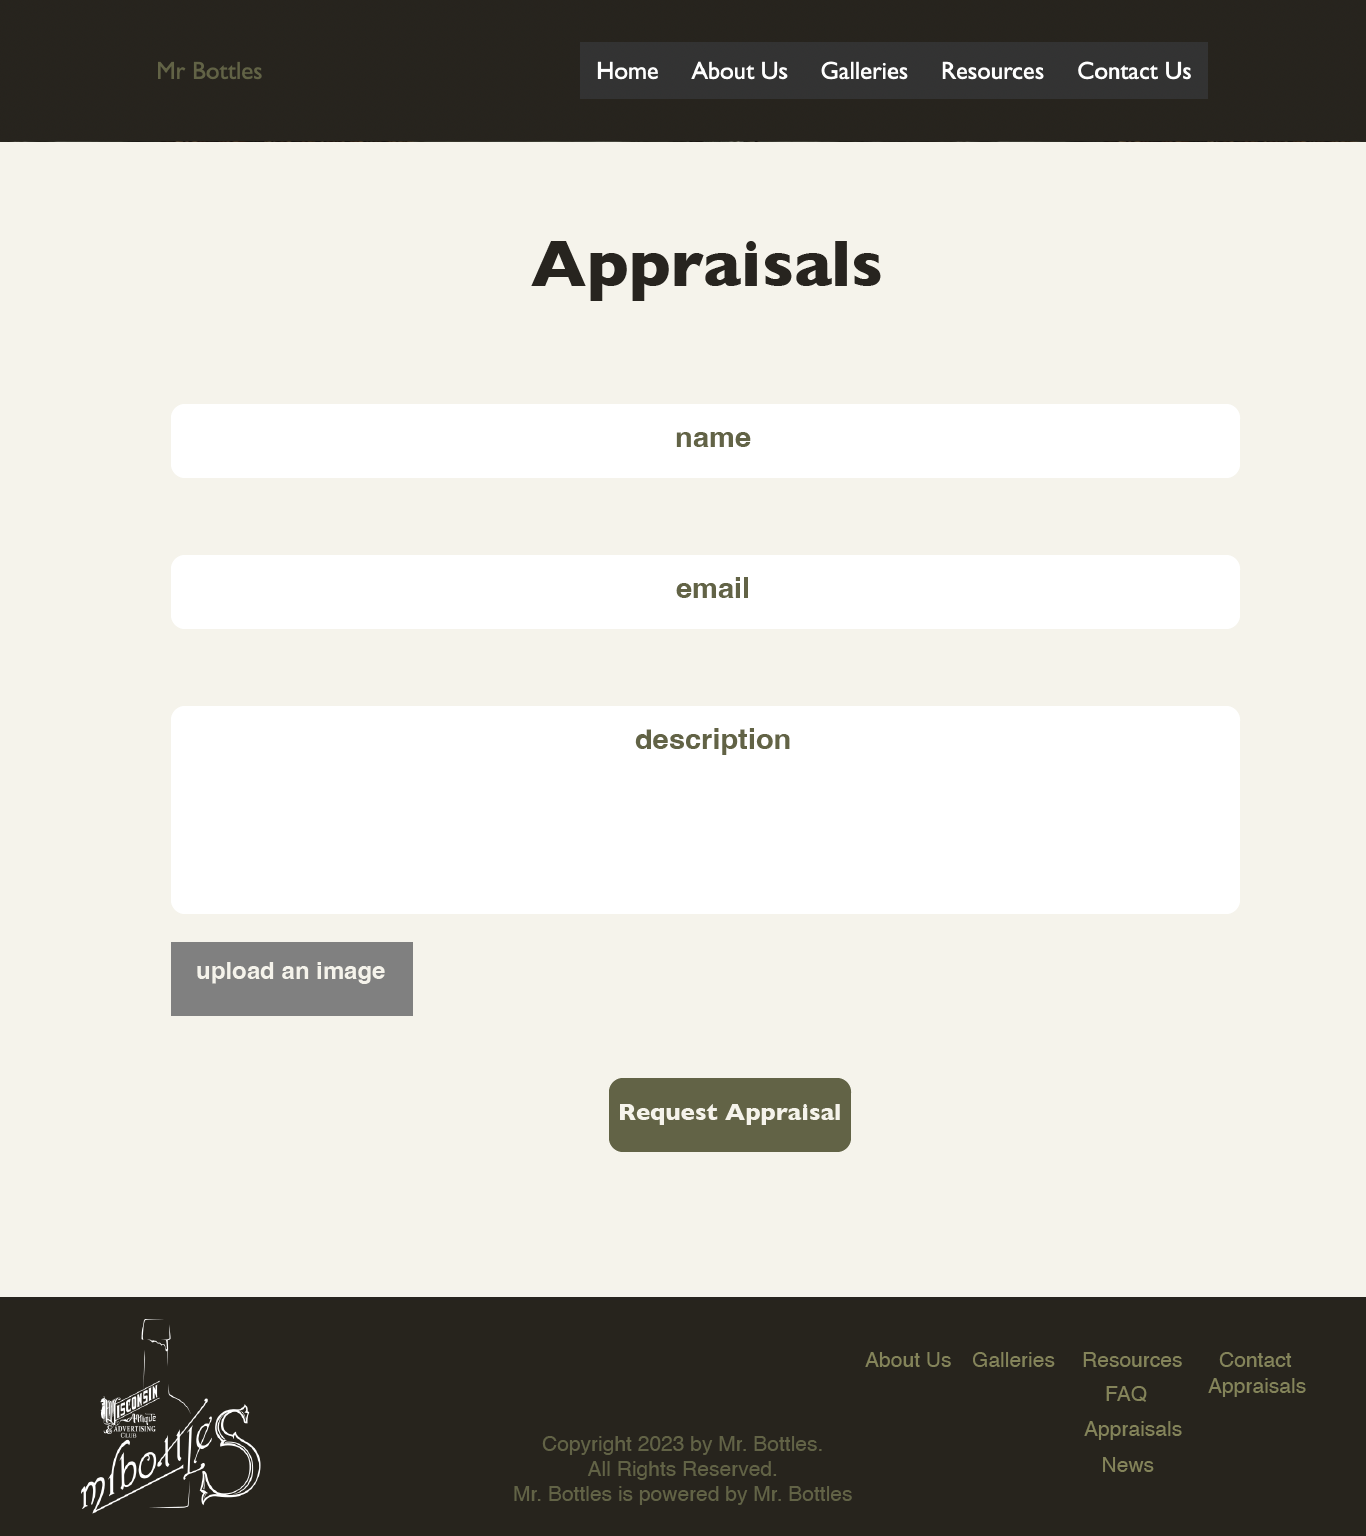 Mr Bottles
Home About Us Galleries Resources Contact Us
Appraisals
name
email
description
upload an image
Request Appraisal
About Us Galleries Resources Contact
Appraisals
FAQ
Appraisals
News
Wisconsin
Antique
& Advertising
Club
mrbottles
Copyright 2023 by Mr. Bottles.
All Rights Reserved.
Mr. Bottles is powered by Mr. Bottles